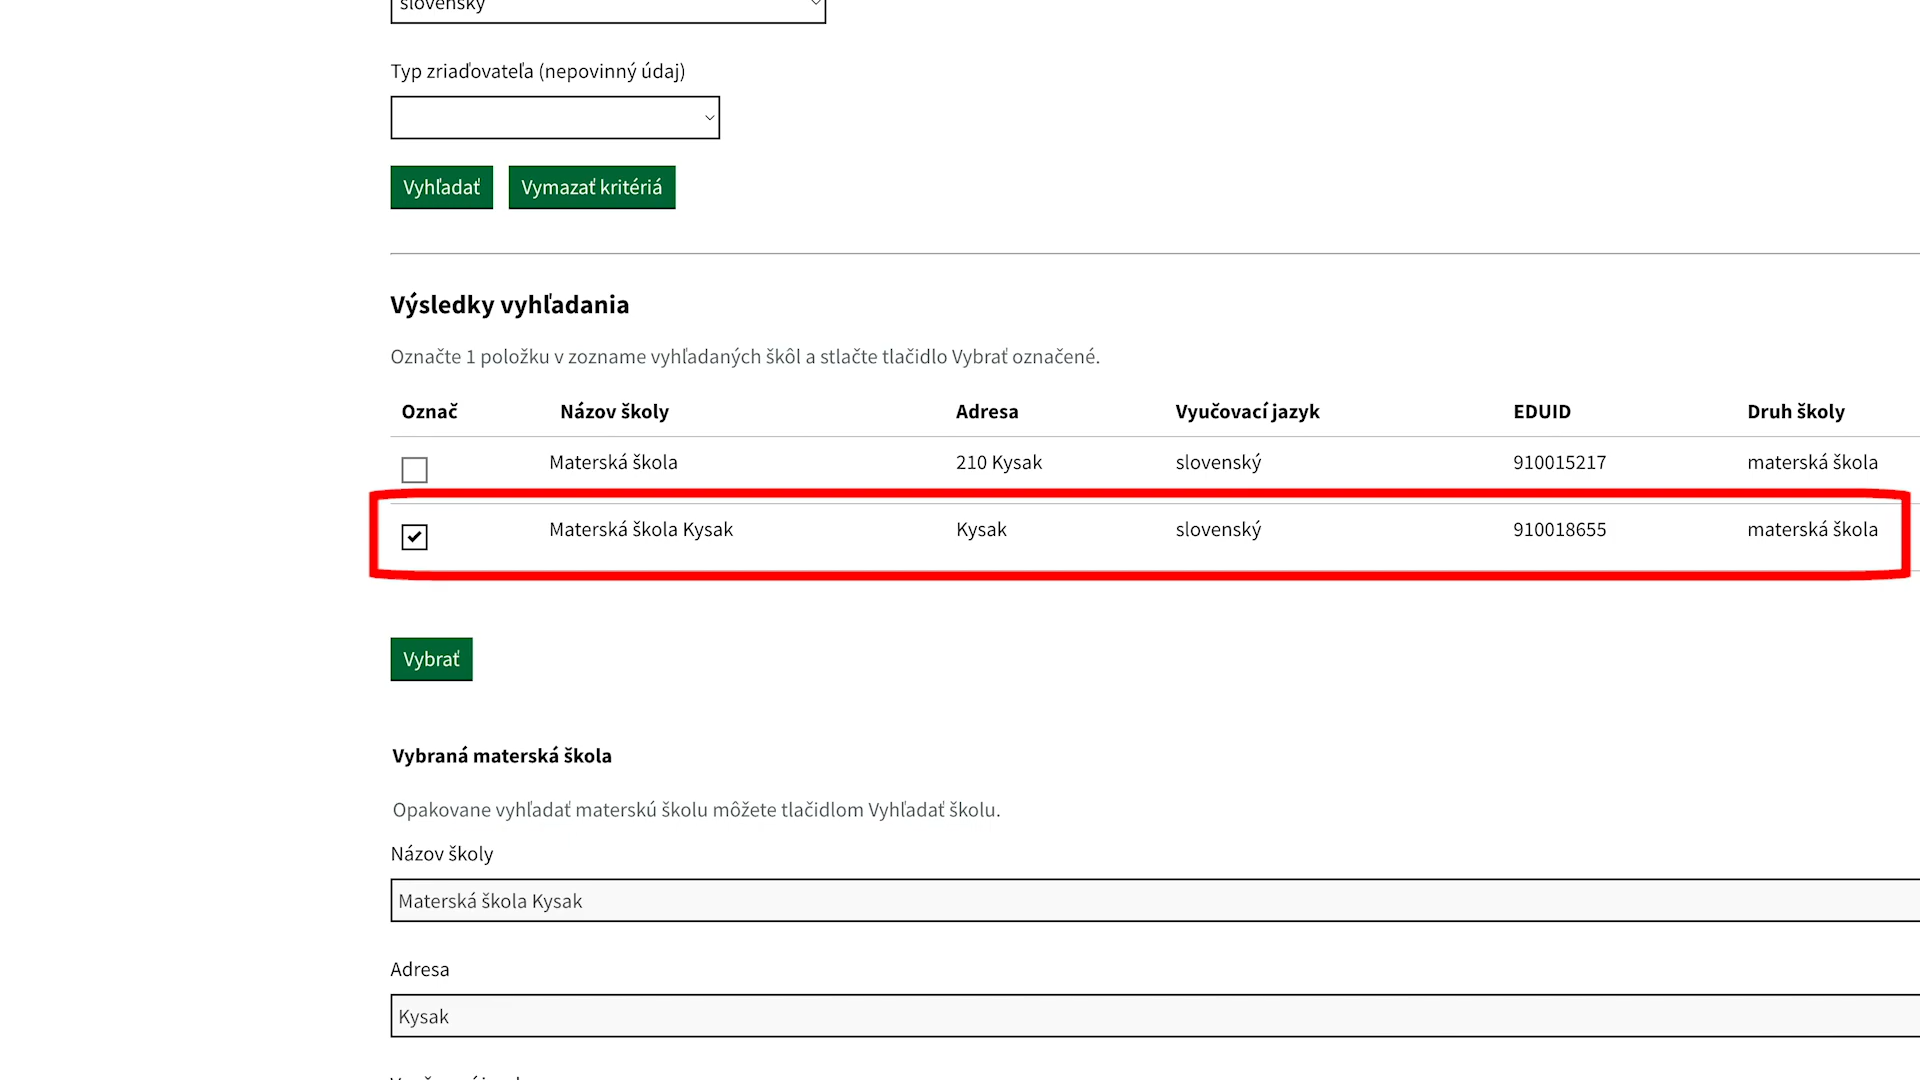 slovenský
Typ zriaďovateľa (nepovinný údaj)
Vyhľadať Vymazať kritériá
Výsledky vyhľadania
Označte 1 položku v zozname vyhľadaných škôl a stlačte tlačidlo Vybrať označené.
Označ Názov školy Adresa Vyučovací jazyk EDUID Druh školy
Materská škola 210 Kysak slovenský 910015217 materská škola
Materská škola Kysak Kysak slovenský 910018655 materská škola
Vybrať
Vybraná materská škola
Opakovane vyhľadať materskú školu môžete tlačidlom Vyhľadať školu.
Názov školy
Materská škola Kysak
Adresa
Kysak